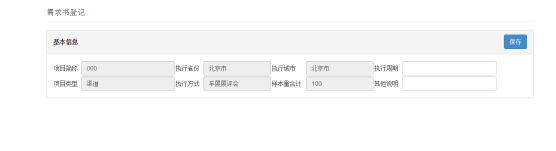 需求书登记
基本信息 保存
项目简称 000 执行省份 北京市 执行城市 北京市 执行周期
项目类型 渠道 执行方式 车展展评会 样本量合计 100 其他说明